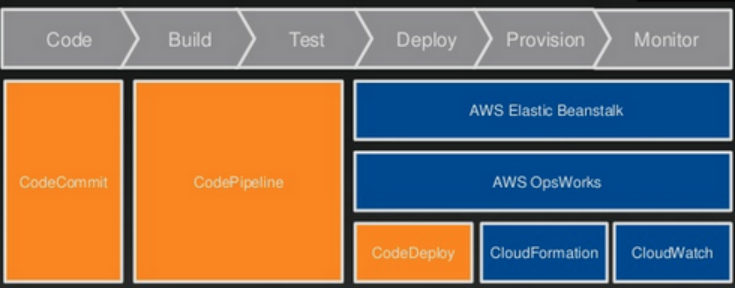 Code
Build
Test
Deploy
Provision
Monitor
AWS Elastic Beanstalk
CodeCommit
CodePipeline
AWS OpsWorks
CodeDeploy
CloudFormation
CloudWatch